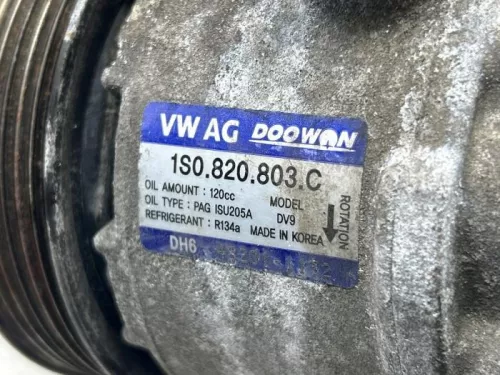 VW AG DOOWON
1S0.820.803.C
OIL AMOUNT : 120cc MODEL
OIL TYPE : PAG ISU205A DV9
REFRIGERANT : R134a MADE IN KOREA
ROTATION
DH6